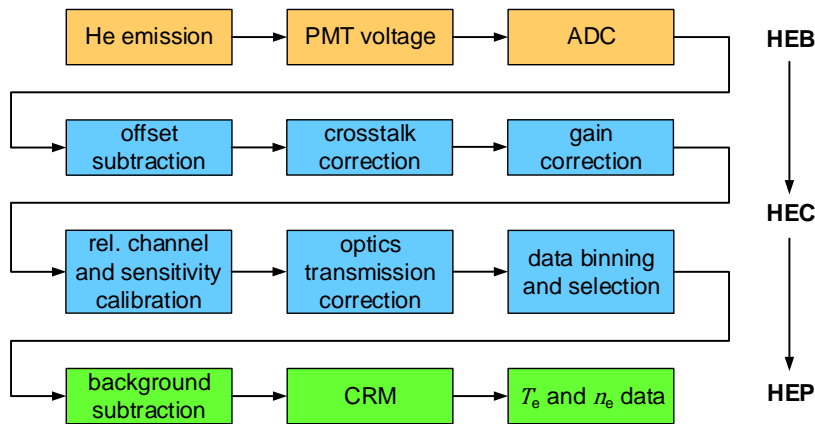 He emission
PMT voltage
ADC
HEB
offset
subtraction
crosstalk
correction
gain
correction
HEC
rel. channel
and sensitivity
calibration
optics
transmission
correction
data binning
and selection
background
subtraction
CRM
Te and ne data
HEP